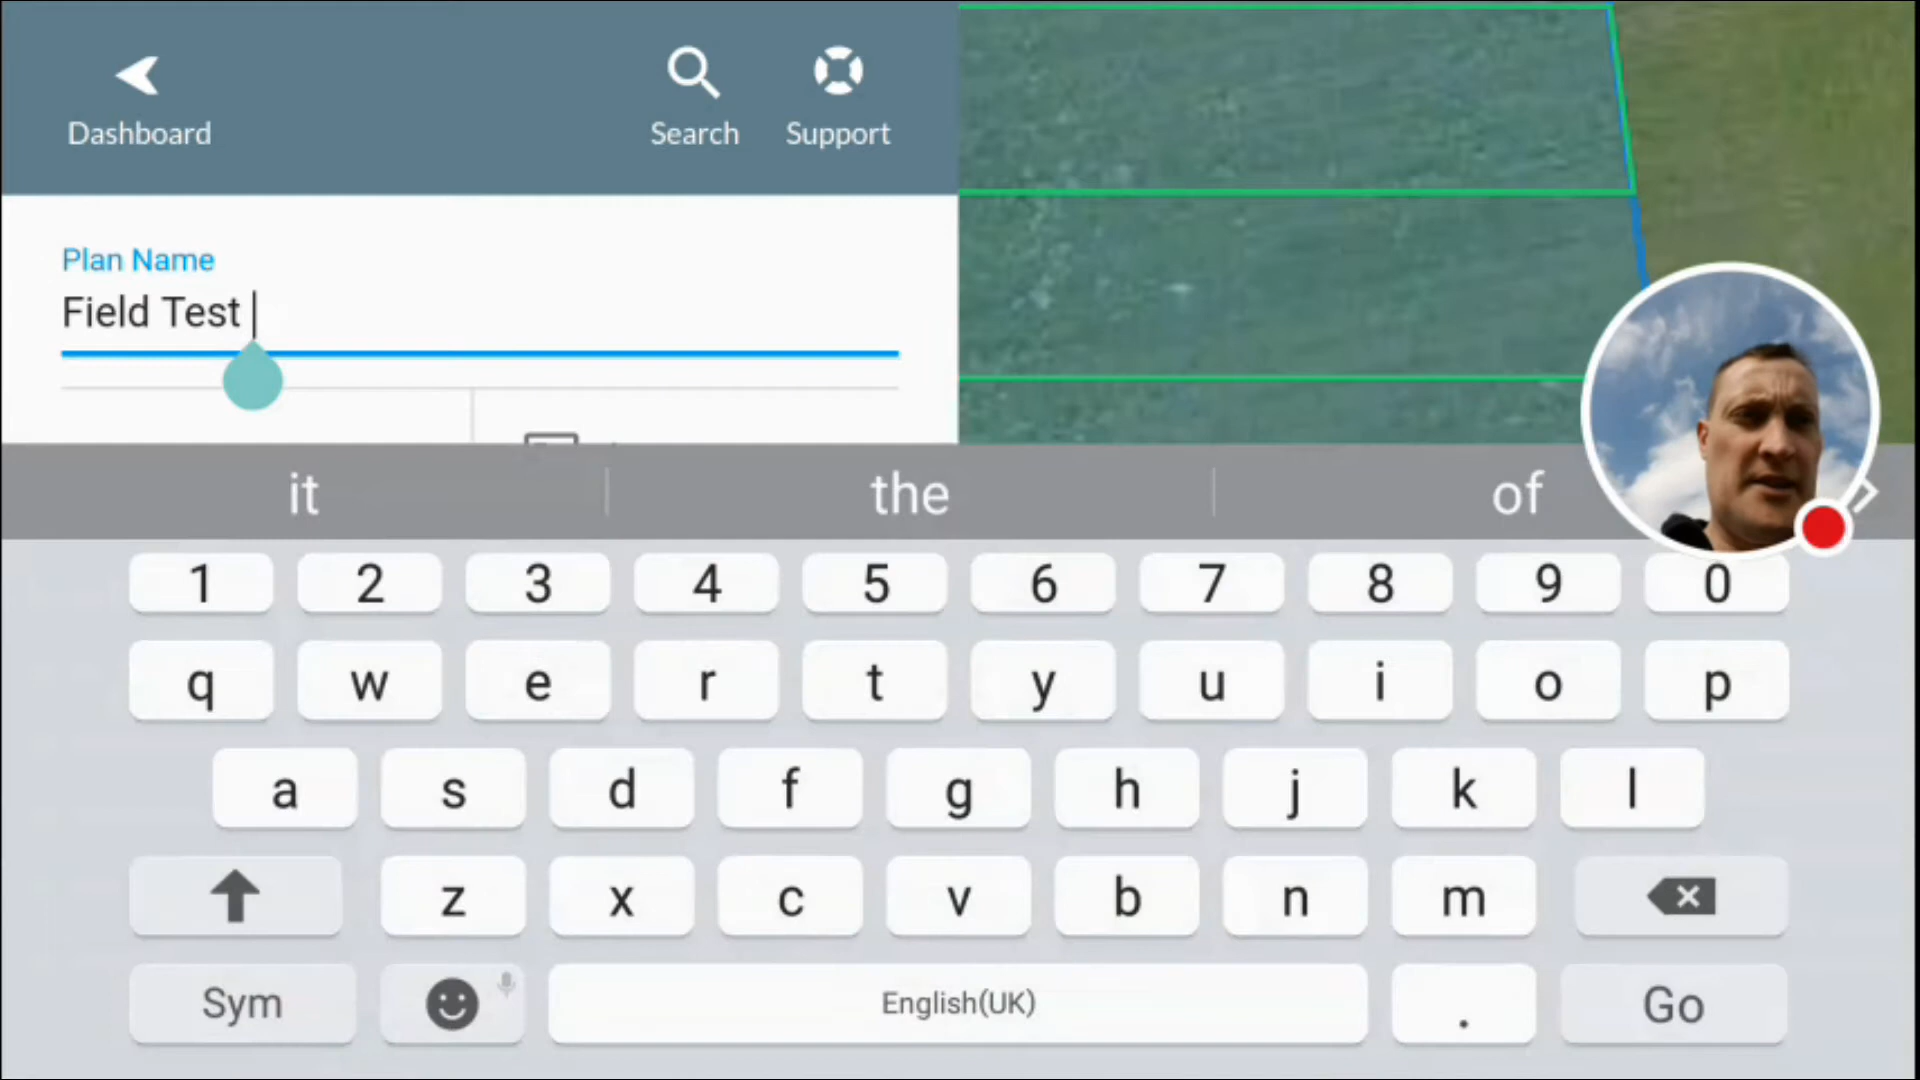 Dashboard
Search
Support
Plan Name
Field Test
it the of
1 2 3 4 5 6 7 8 9 0
q w e r t y u i o p
a s d f g h j k l
z x c v b n m
Sym English(UK) . Go